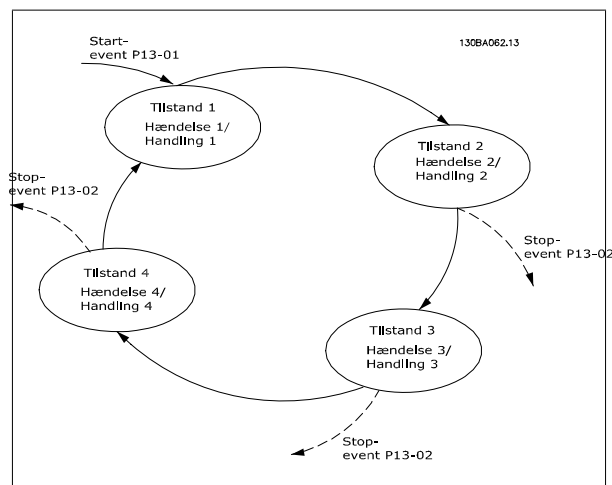 Start-
event P13-01
130BA062.13
Tilstand 1
Hændelse 1/
Handling 1
Tilstand 2
Hændelse 2/
Handling 2
Stop-
event P13-02
Stop-
event P13-02
Tilstand 4
Hændelse 4/
Handling 4
Tilstand 3
Hændelse 3/
Handling 3
Stop-
event P13-02